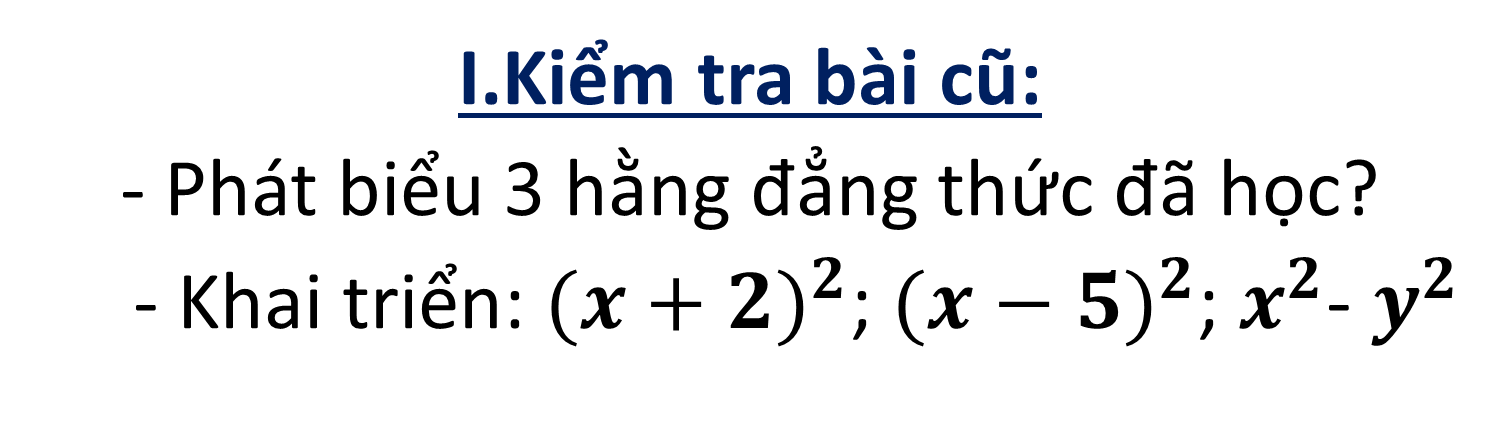 I.Kiểm tra bài cũ:
- Phát biểu 3 hằng đẳng thức đã học?
- Khai triển: (𝒙 + 𝟐)²; (𝒙 − 𝟓)²; 𝒙²- 𝒚²